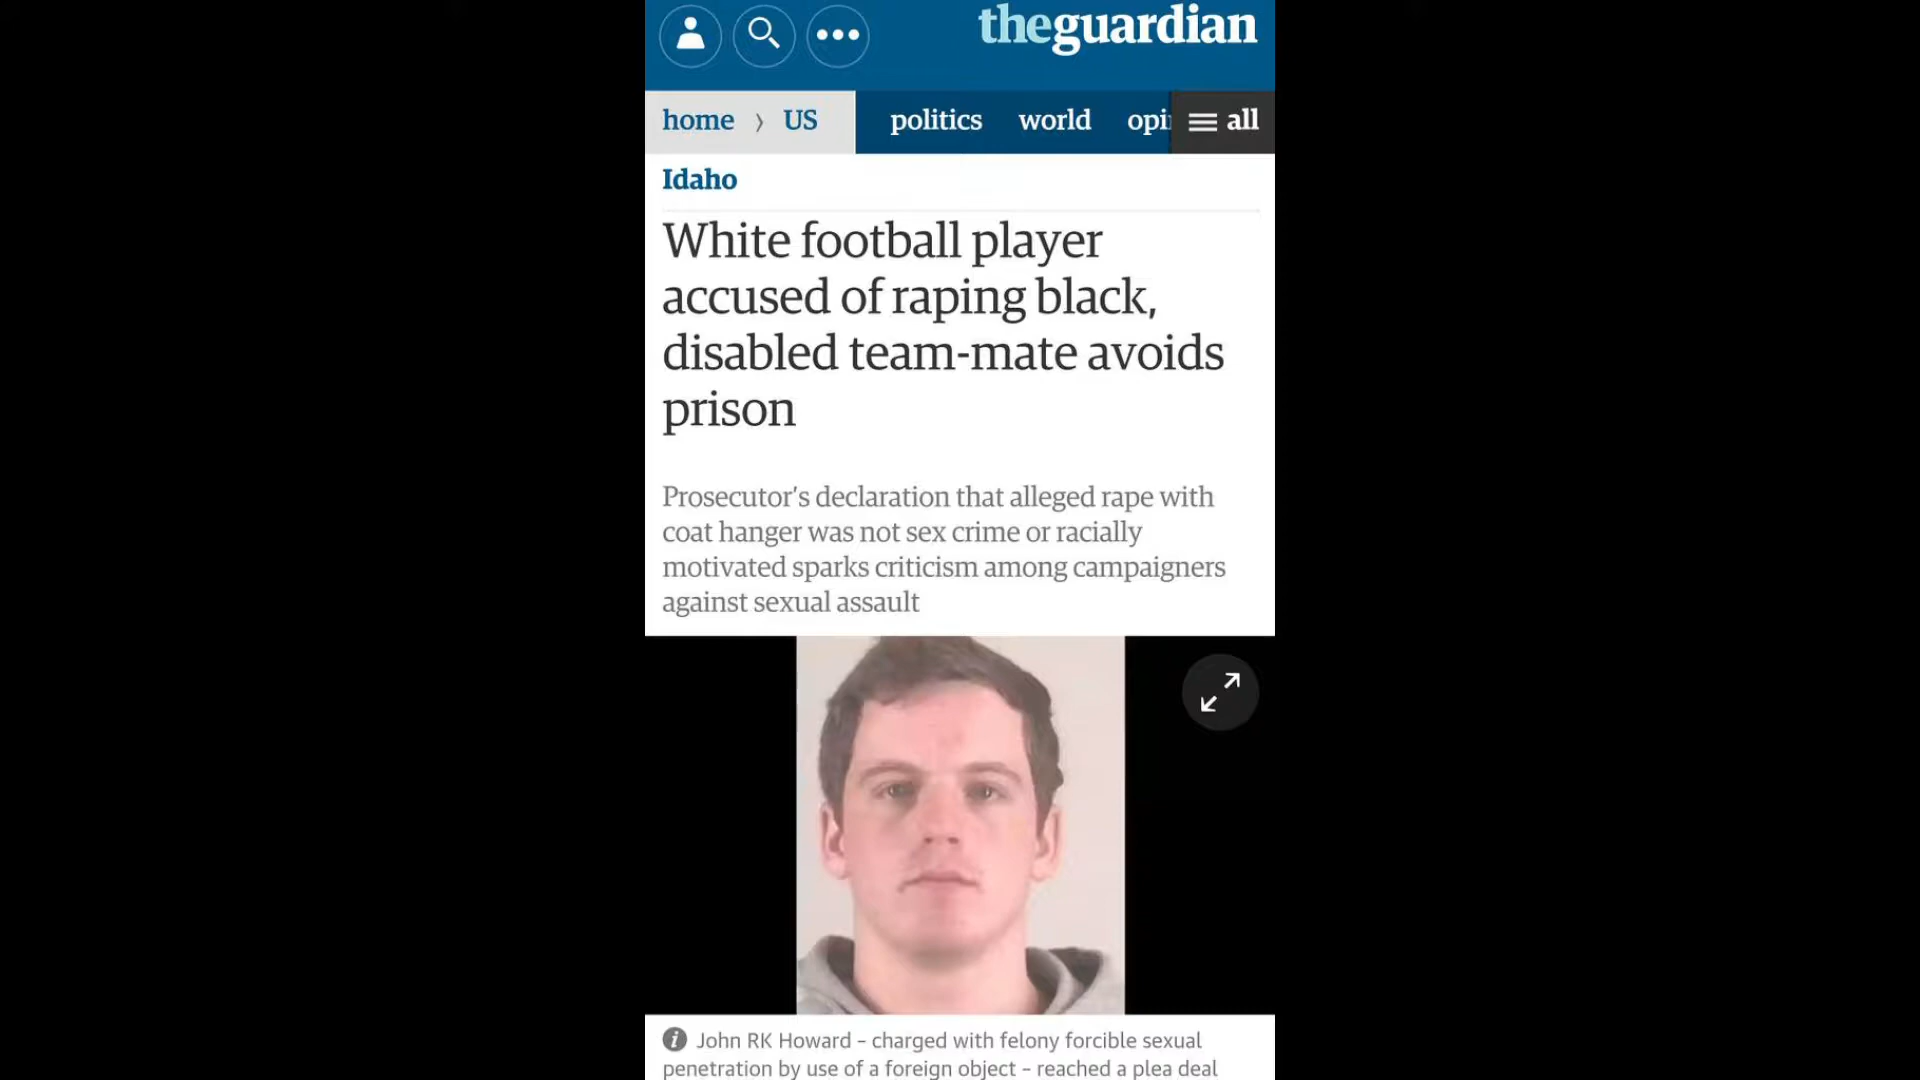 theguardian
home > US politics world opi all
Idaho
White football player
accused of raping black,
disabled team-mate avoids
prison
Prosecutor’s declaration that alleged rape with
coat hanger was not sex crime or racially
motivated sparks criticism among campaigners
against sexual assault
John RK Howard – charged with felony forcible sexual
penetration by use of a foreign object – reached a plea deal